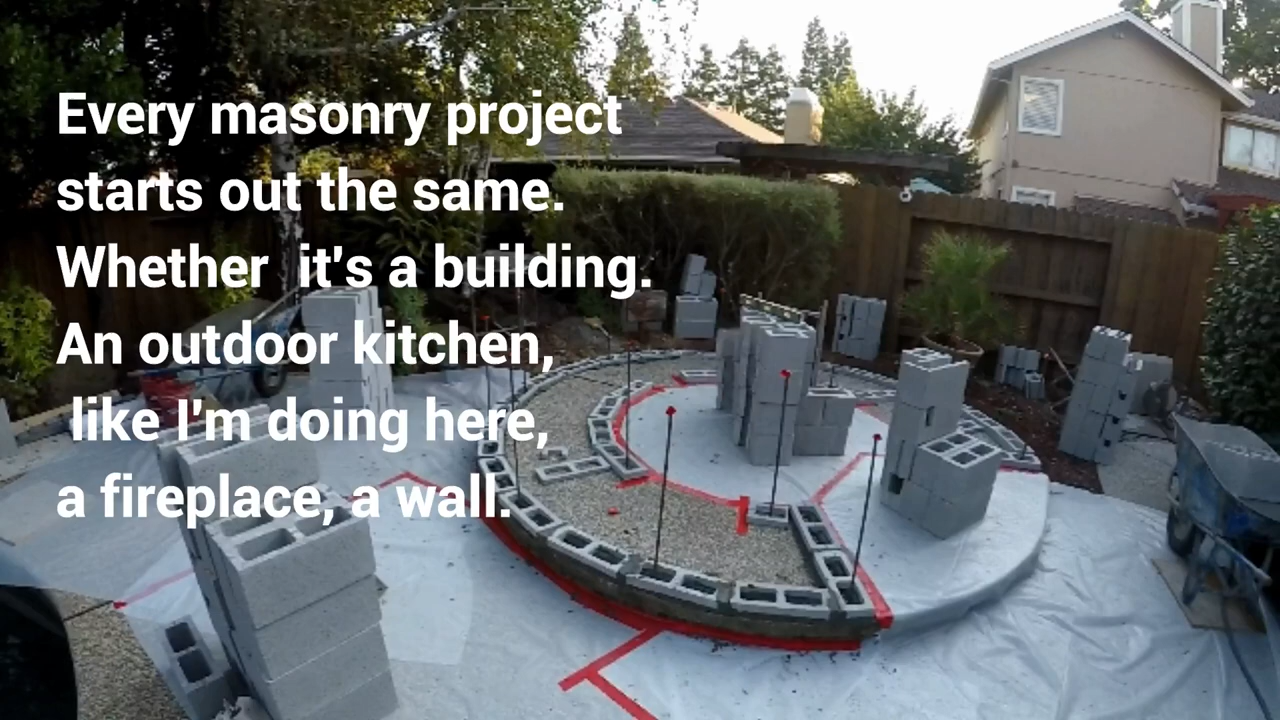 Every masonry project
starts out the same.
Whether  it's a building.
An outdoor kitchen,
like I'm doing here,
a fireplace, a wall.